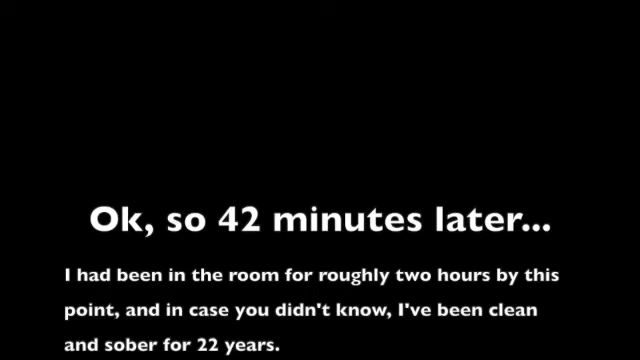 Ok, so 42 minutes later...
I had been in the room for roughly two hours by this
point, and in case you didn't know, I've been clean
and sober for 22 years.